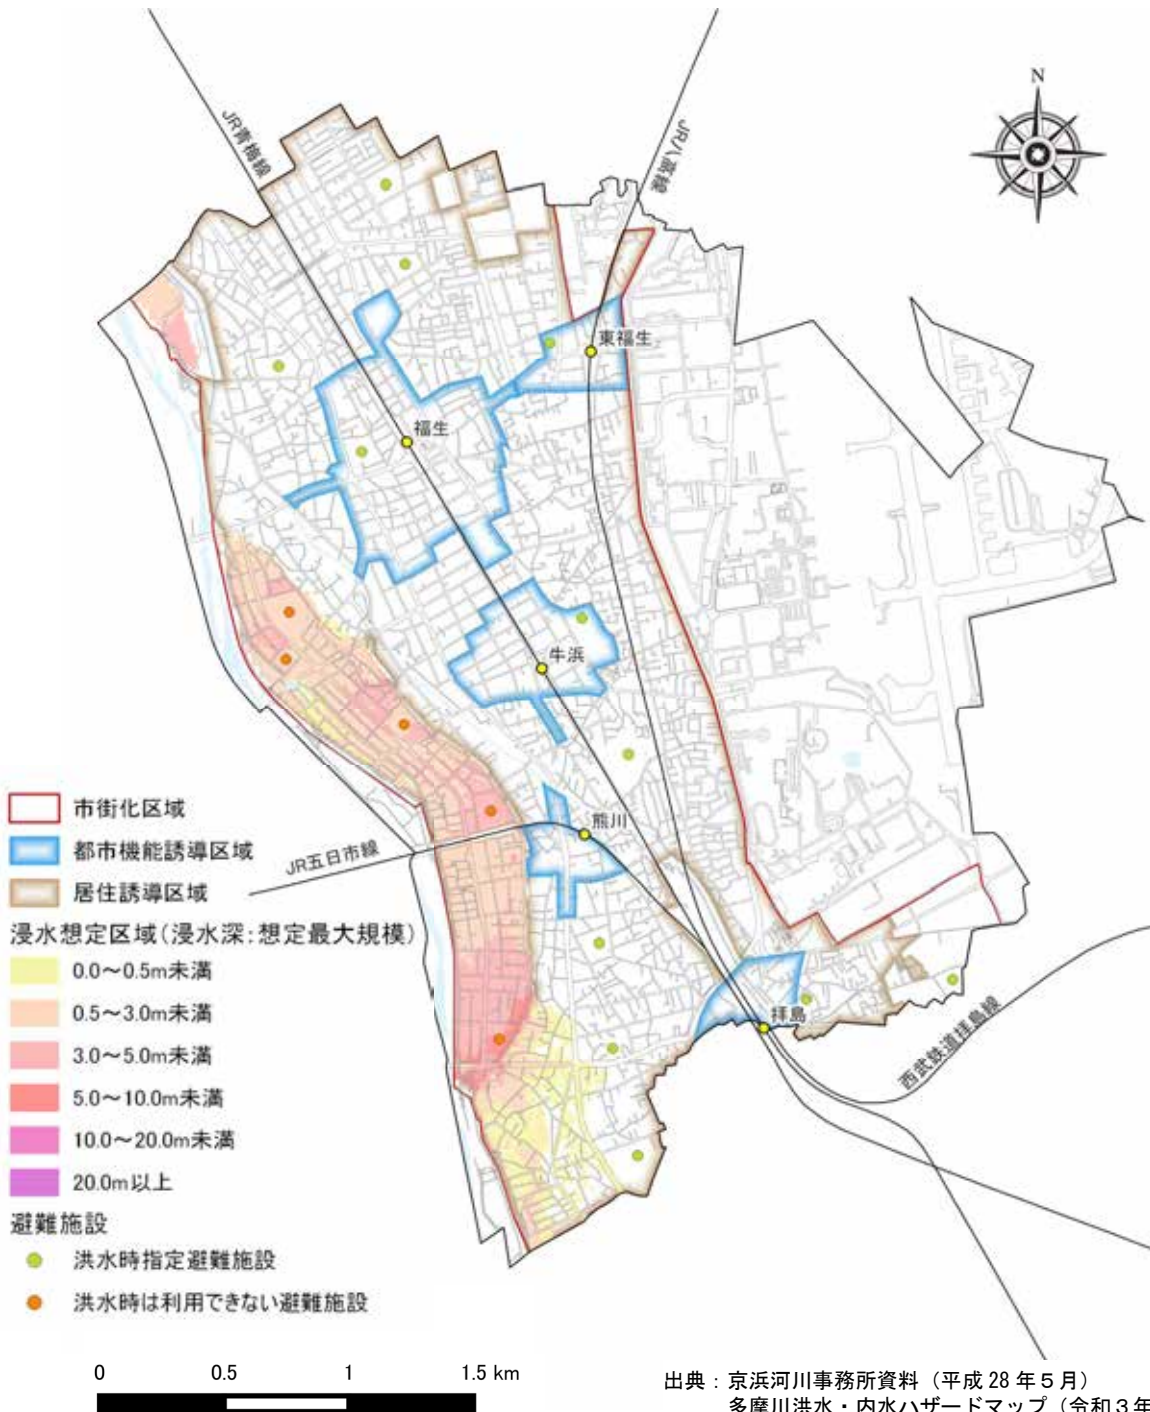 N
JR青梅線
JR八高線
東福生
福生
牛浜
熊川
JR五日市線
拝島
西武鉄道拝島線
市街化区域
都市機能誘導区域
居住誘導区域
浸水想定区域(浸水深:想定最大規模)
0.0～0.5m未満
0.5～3.0m未満
3.0～5.0m未満
5.0～10.0m未満
10.0～20.0m未満
20.0m以上
避難施設
洪水時指定避難施設
洪水時は利用できない避難施設
0 0.5 1 1.5 km
出典：京浜河川事務所資料（平成28年５月）
多摩川洪水・内水ハザードマップ（令和３年